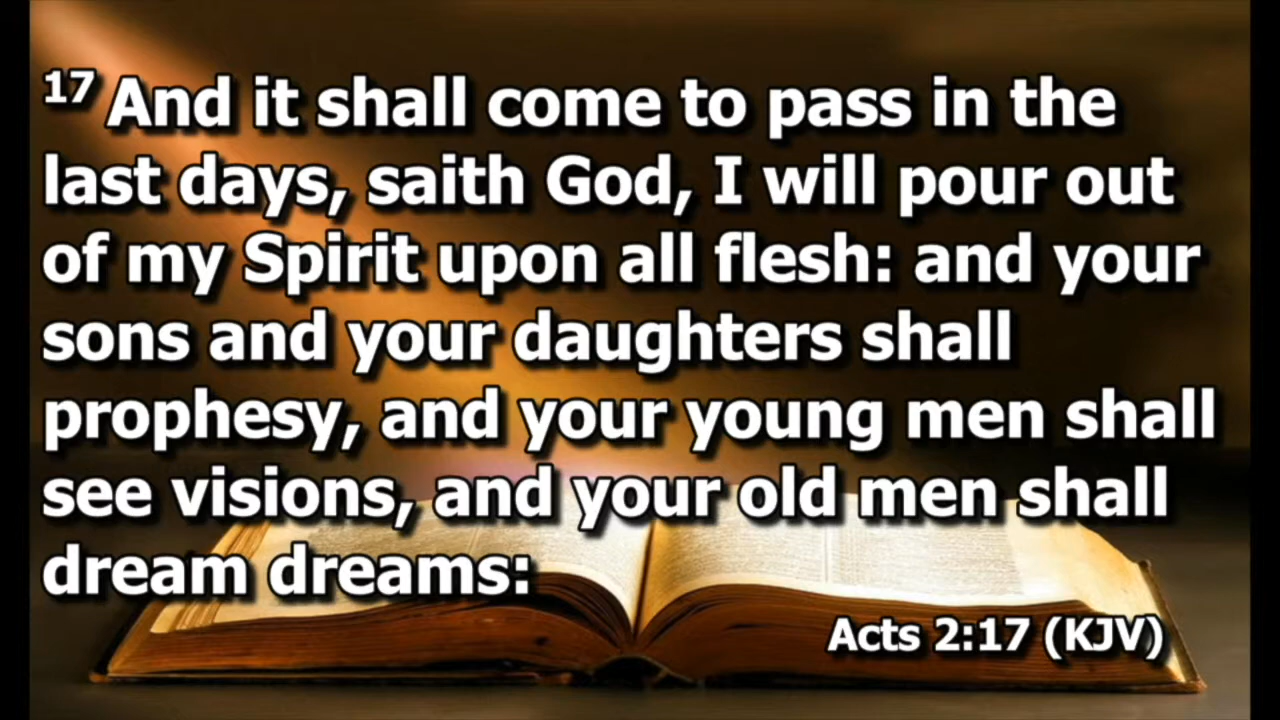 17 And it shall come to pass in the
last days, saith God, I will pour out
of my Spirit upon all flesh: and your
sons and your daughters shall
prophesy, and your young men shall
see visions, and your old men shall
dream dreams:
Acts 2:17 (KJV)